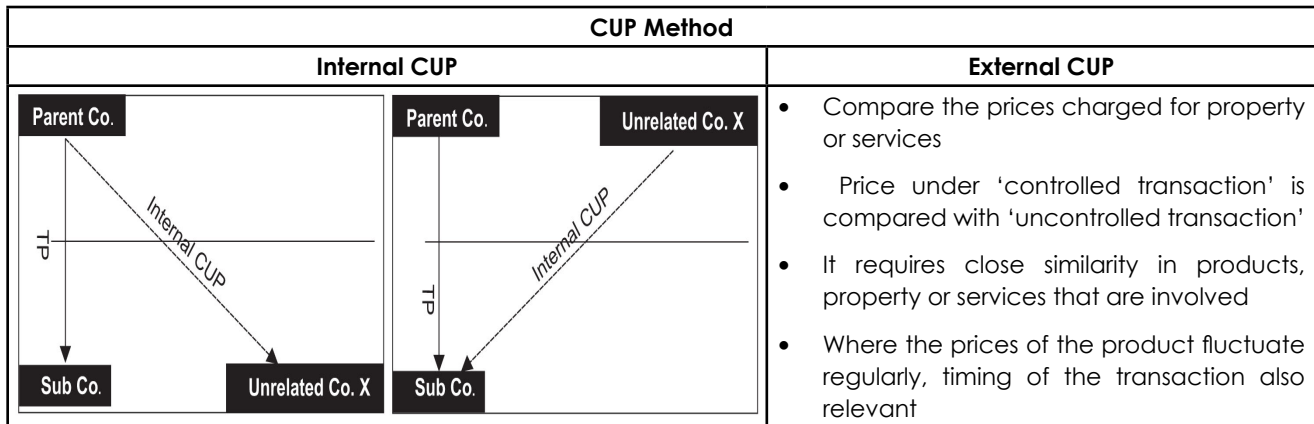 CUP Method
Internal CUP
External CUP
Parent Co.
TP
Internal CUP
Sub Co.
Unrelated Co. X
Parent Co.
Unrelated Co. X
TP
Internal CUP
Sub Co.
• Compare the prices charged for property
or services
• Price under ‘controlled transaction’ is
compared with ‘uncontrolled transaction’
• It requires close similarity in products,
property or services that are involved
• Where the prices of the product fluctuate
regularly, timing of the transaction also
relevant